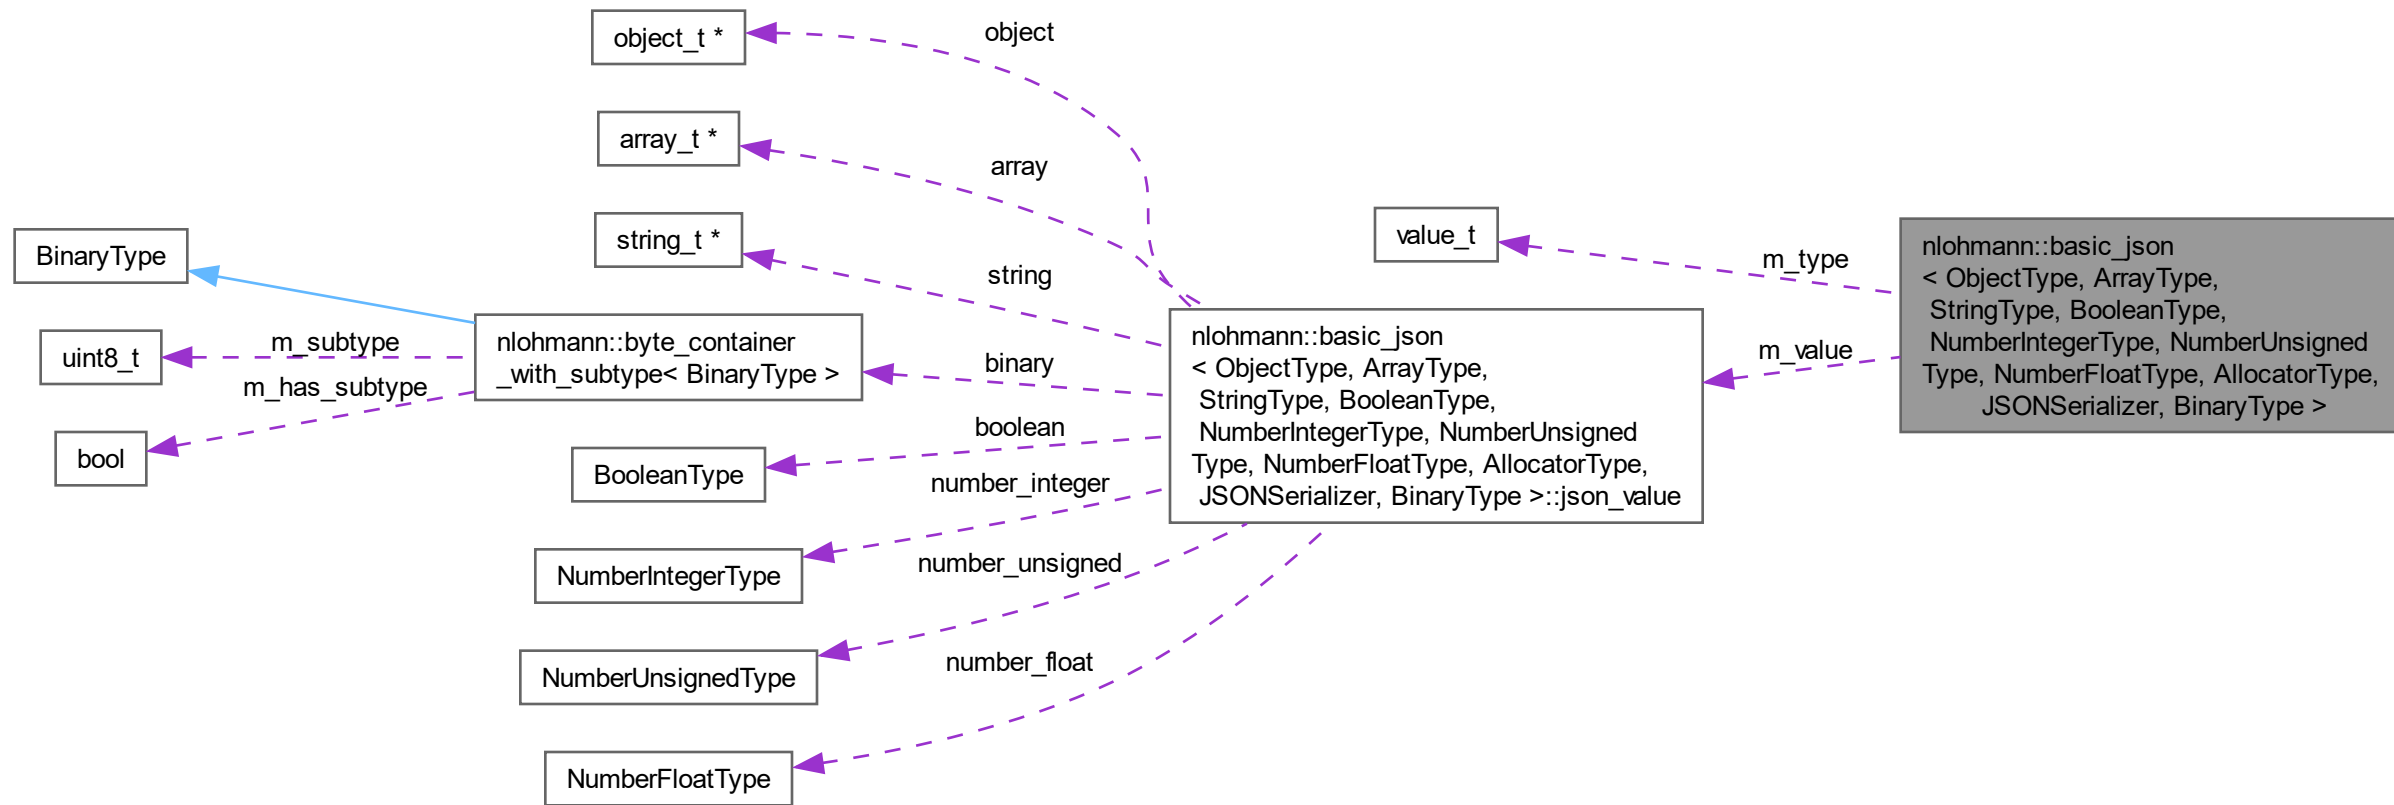 object_t *
object
array_t *
array
string_t *
string
value_t
m_type
nlohmann::basic_json
< ObjectType, ArrayType,
StringType, BooleanType,
NumberIntegerType, NumberUnsigned
Type, NumberFloatType, AllocatorType,
JSONSerializer, BinaryType >
m_value
BinaryType
uint8_t
m_subtype
bool
m_has_subtype
nlohmann::byte_container
_with_subtype< BinaryType >
binary
nlohmann::basic_json
< ObjectType, ArrayType,
StringType, BooleanType,
NumberIntegerType, NumberUnsigned
Type, NumberFloatType, AllocatorType,
JSONSerializer, BinaryType >::json_value
boolean
BooleanType
number_integer
NumberIntegerType
number_unsigned
NumberUnsignedType
number_float
NumberFloatType